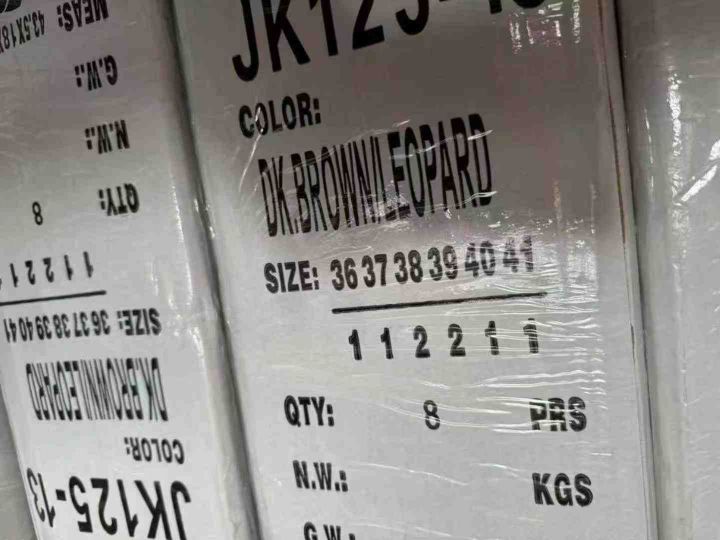 JK125-13
COLOR:
DK.BROWN/LEOPARD
SIZE: 36 37 38 39 40 41
1 1 2 2 1 1
QTY: 8 PRS
N.W.: KGS
G.W.:
JK125-13
COLOR:
DK.BROWN/LEOPARD
SIZE: 36 37 38 39 40 41
1 1 2 2 1
QTY: 8
N.W.:
G.W.:
MEAS: